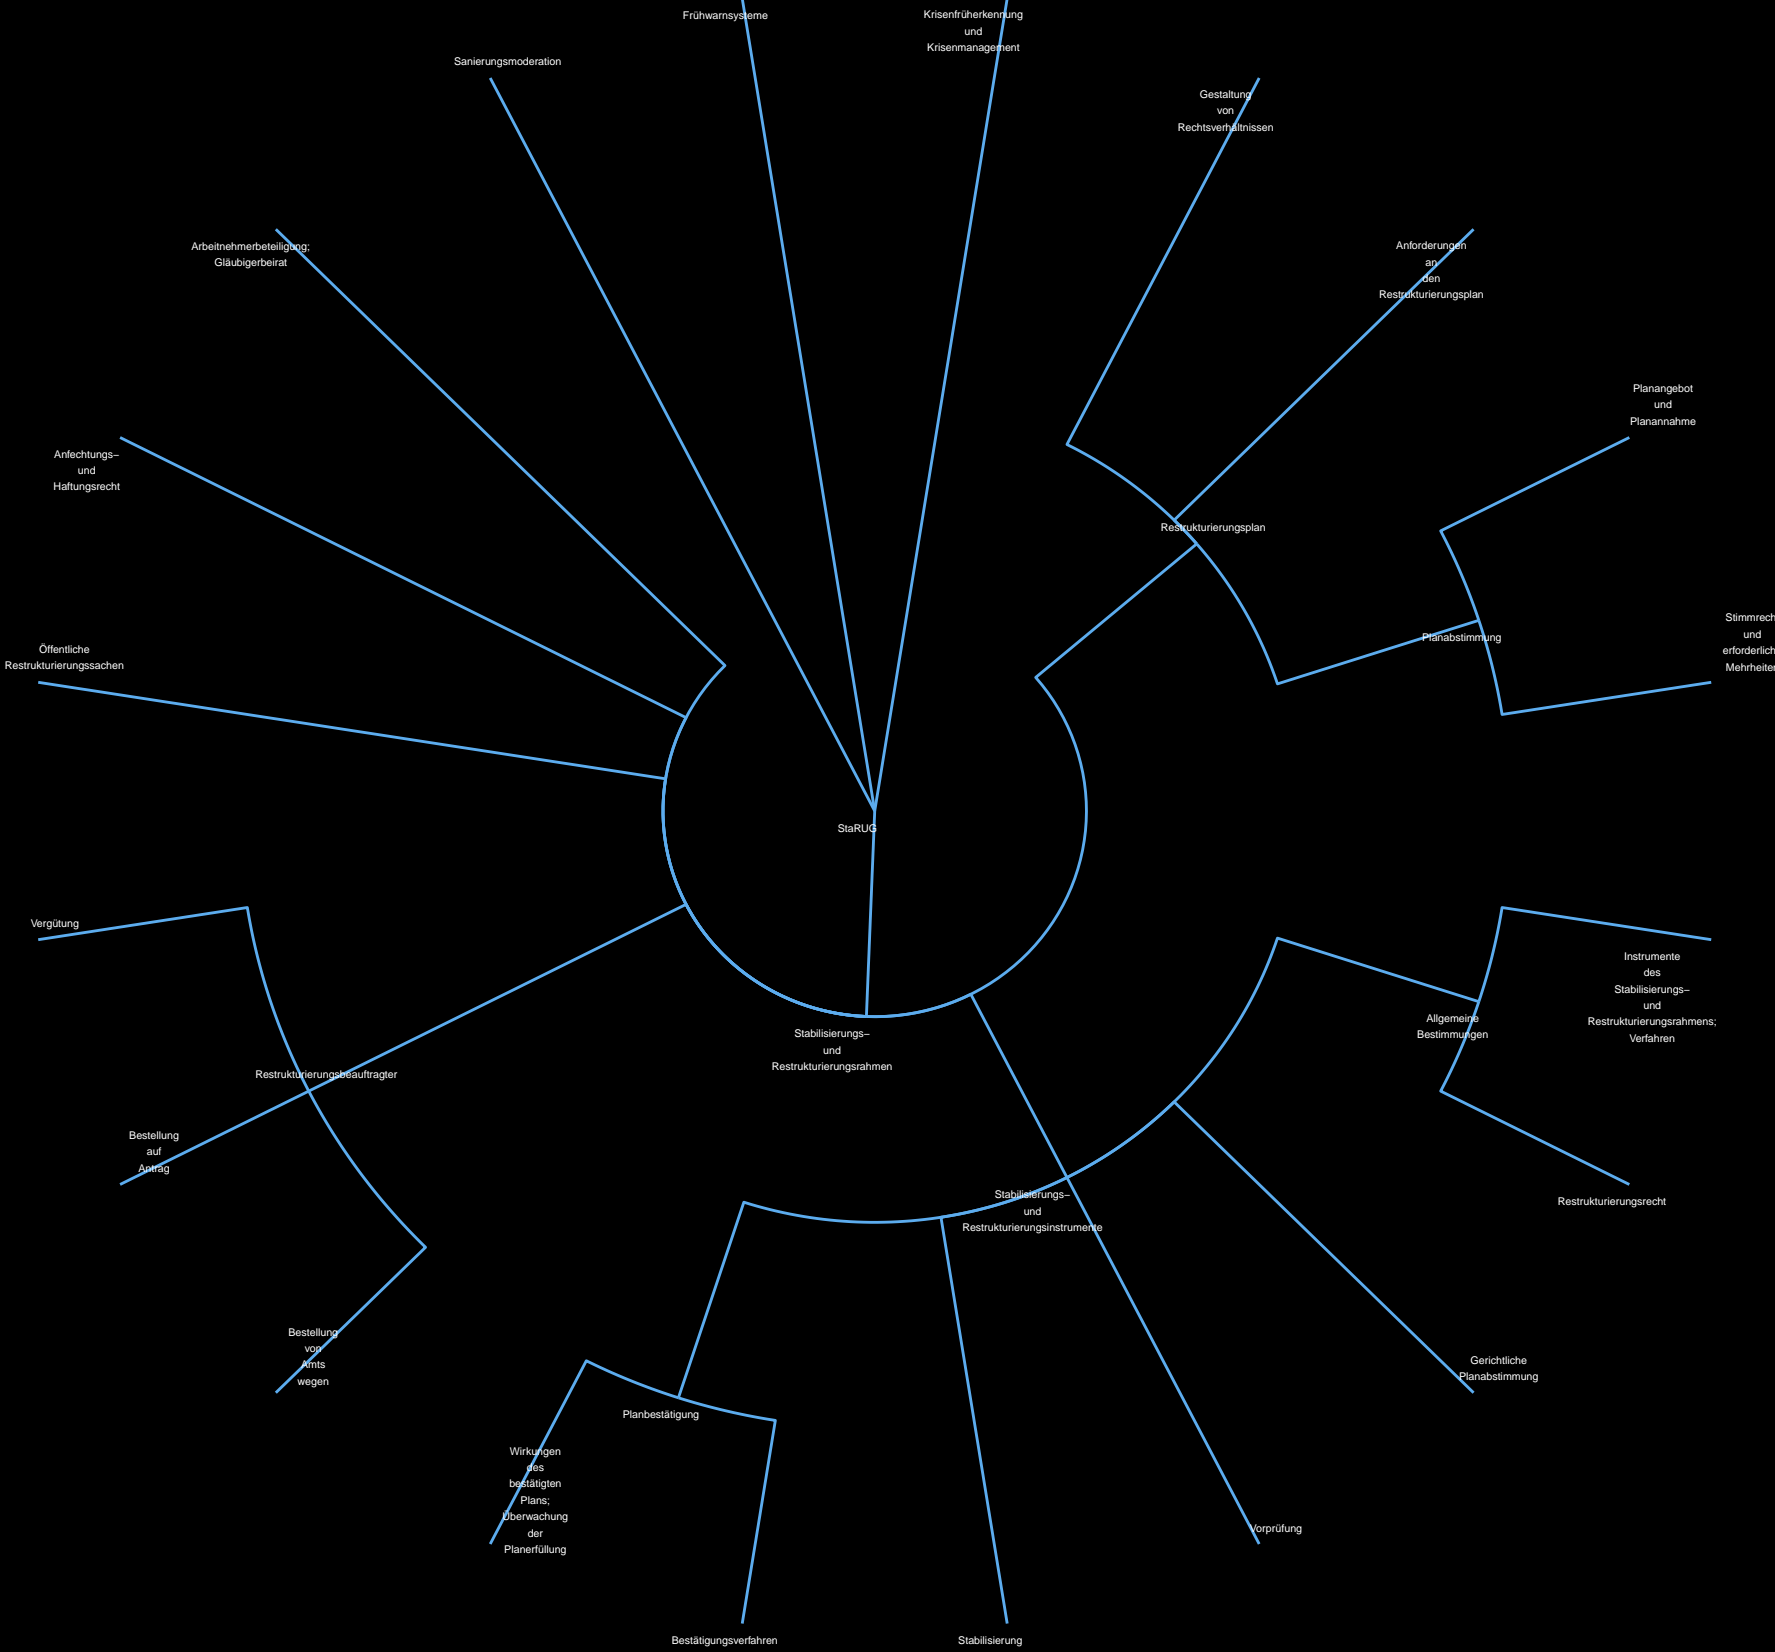 Frühwarnsysteme
Krisenfrüherkennung
und
Krisenmanagement
Sanierungsmoderation
Gestaltung
von
Rechtsverhältnissen
Arbeitnehmerbeteiligung;
Gläubigerbeirat
Anforderungen
an
den
Restrukturierungsplan
Planangebot
und
Planannahme
Anfechtungs–
und
Haftungsrecht
Restrukturierungsplan
Stimmrech
und
erforderlich
Mehrheiten
Planabstimmung
Öffentliche
Restrukturierungssachen
StaRUG
Vergütung
Instrumente
des
Stabilisierungs–
und
Restrukturierungsrahmens;
Verfahren
Allgemeine
Bestimmungen
Stabilisierungs–
und
Restrukturierungsrahmen
Restrukturierungsbeauftragter
Bestellung
auf
Antrag
Stabilisierungs–
und
Restrukturierungsinstrumente
Restrukturierungsrecht
Bestellung
von
Amts
wegen
Gerichtliche
Planabstimmung
Planbestätigung
Wirkungen
des
bestätigten
Plans;
Überwachung
der
Planerfüllung
Vorprüfung
Bestätigungsverfahren
Stabilisierung